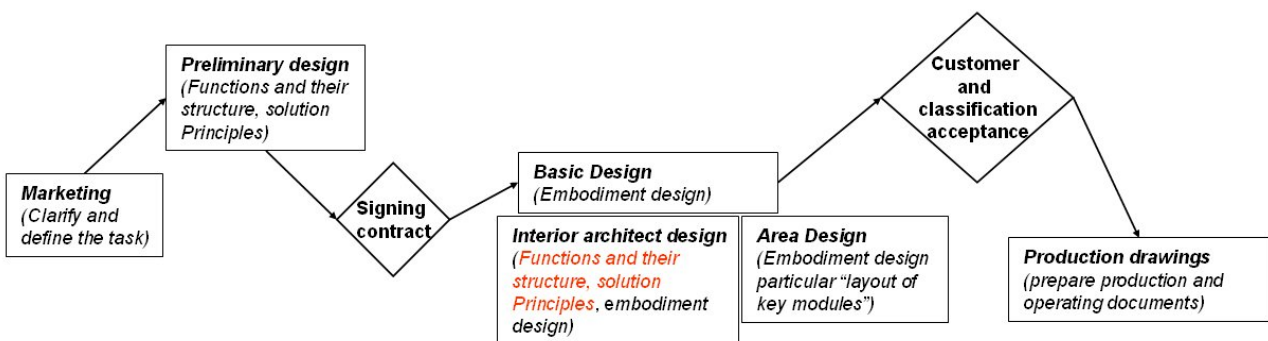 Marketing
(Clarify and
define the task)
Preliminary design
(Functions and their
structure, solution
Principles)
Signing
contract
Basic Design
(Embodiment design)
Interior architect design
(Functions and their
structure, solution
Principles, embodiment
design)
Area Design
(Embodiment design
particular “layout of
key modules”)
Customer
and
classification
acceptance
Production drawings
(prepare production and
operating documents)